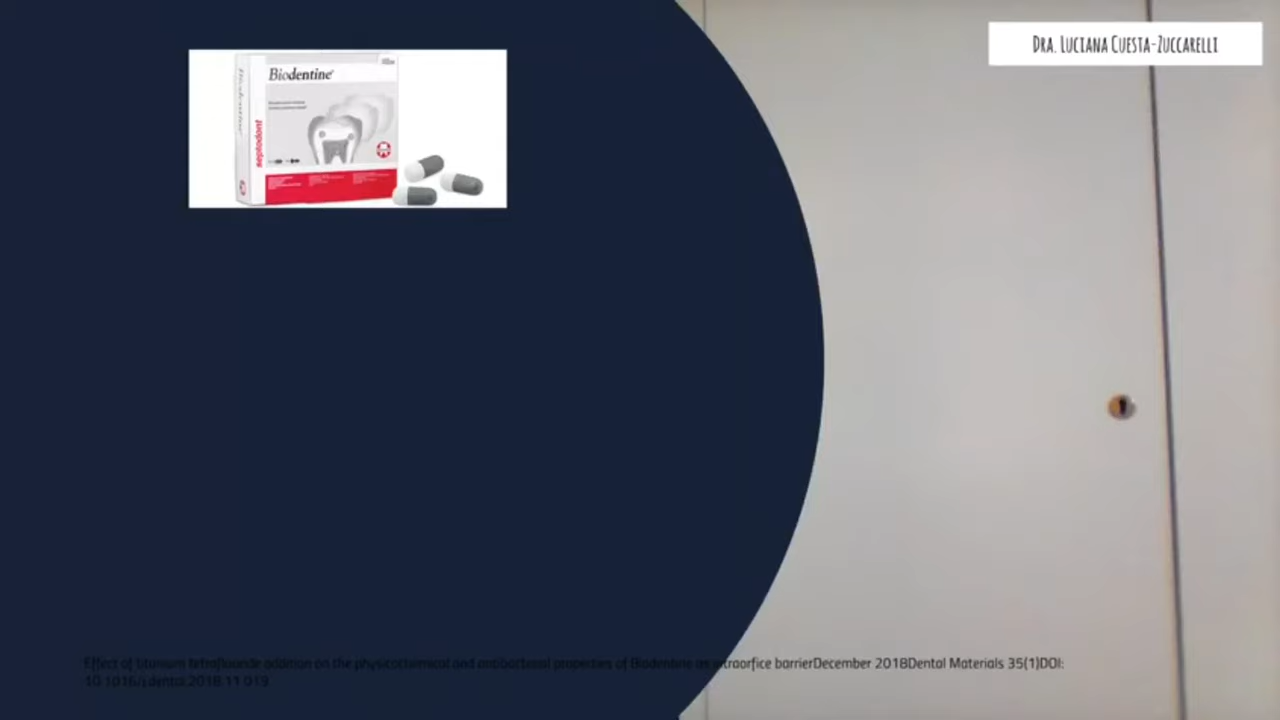 Dra. Luciana Cuesta-Zuccarelli
Biodentine
septodont
Effect of titanium tetrafluoride addition on the physicochemical and antibacterial properties of Biodentine as intraorfice barrierDecember 2018Dental Materials 35(1)DOI:
10.1016/j.dental.2018.11.019